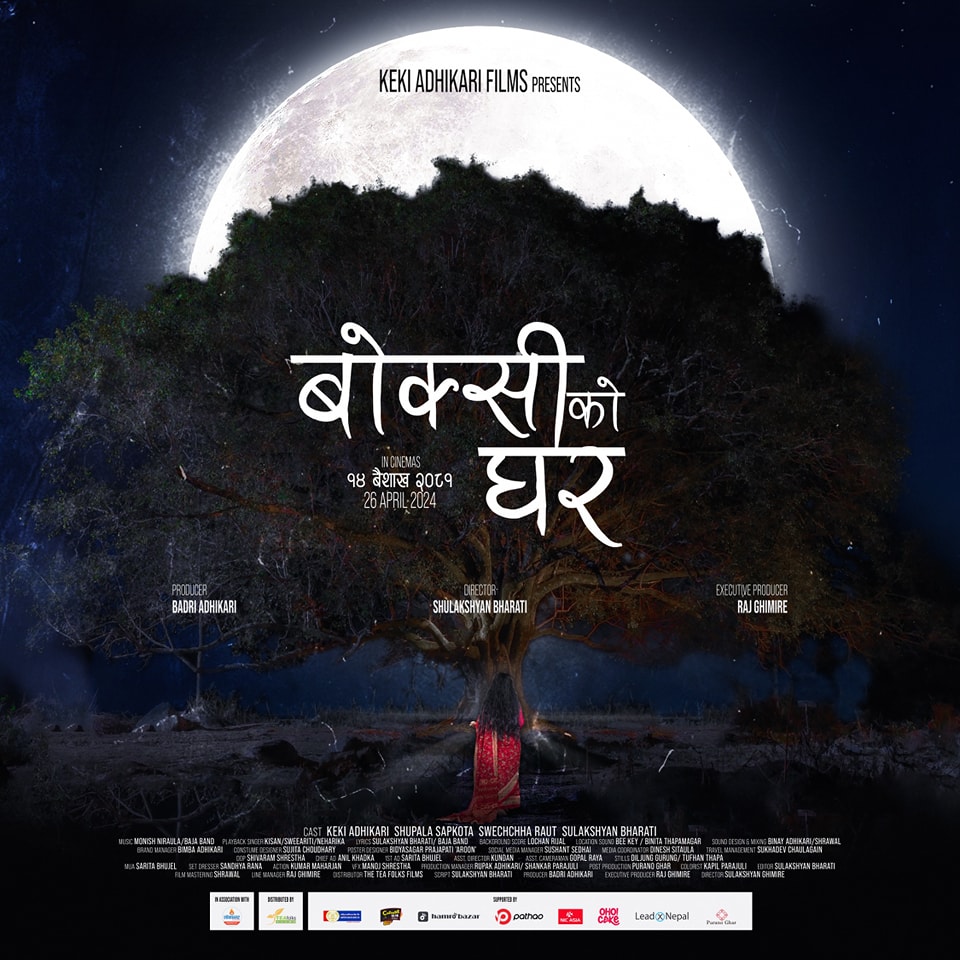 KEKI ADHIKARI FILMS PRESENTS
बोक्सीको
घर
IN CINEMAS
१४ बैशाख २०८१
26 APRIL 2024
PRODUCER
BADRI ADHIKARI
DIRECTOR
SHULAKSHYAN BHARATI
EXECUTIVE PRODUCER
RAJ GHIMIRE
CAST KEKI ADHIKARI SHUPALA SAPKOTA SWECHCHHA RAUT SULAKSHYAN BHARATI
MUSIC MONISH NIRAULA/BAJA BAND PLAYBACK SINGER KISAN/SWEEARITI/NEHARIKA LYRICS SULAKSHYAN BHARATI/ BAJA BAND BACKGROUND SCORE LOCHAN RIJAL LOCATION SOUND BEE KEY / BINITA THAPAMAGAR SOUND DESIGN & MIXING BINAY ADHIKARI/SHRAWAL
BRAND MANAGER BIMBA ADHIKARI CONSTUME DESIGNER SUJITA CHOUDHARY POSTER DESIGNER BIDYASAGAR PRAJAPATI 'AROON' SOCIAL MEDIA MANAGER SUSHANT SEDHAI MEDIA COORDINATOR DINESH SITAULA TRAVEL MANAGEMENT SUKHADEV CHAULAGAIN
DOP SHIVARAM SHRESTHA CHIEF AD ANIL KHADKA 1ST AD SARITA BHUJEL ASST. DIRECTOR KUNDAN ASST. CAMERAMAN GOPAL RAYA STILLS DILJUNG GURUNG/ TUFHAN THAPA
MUA SARITA BHUJEL SET DRESSER SANDHYA RANA ACTION KUMAR MAHARJAN VFX MANOJ SHRESTHA PRODUCTION MANAGER RUPAK ADHIKARI/ SHANKAR PARAJULI POST PRODUCTION PURANO GHAR COLORIST KAPIL PARAJULI EDITOR SULAKSHYAN BHARATI
FILM MASTERING SHRAWAL LINE MANAGER RAJ GHIMIRE DISTRIBUTOR THE TEA FOLKS FILMS SCRIPT SULAKSHYAN BHARATI PRODUCER BADRI ADHIKARI EXECUTIVE PRODUCER RAJ GHIMIRE DIRECTOR SULAKSHYAN GHIMIRE
IN ASSOCIATION WITH DISTRIBUTED BY SUPPORTED BY
hamrobazar pathao NIC ASIA OHO! CAKE Lead Nepal Purano Ghar